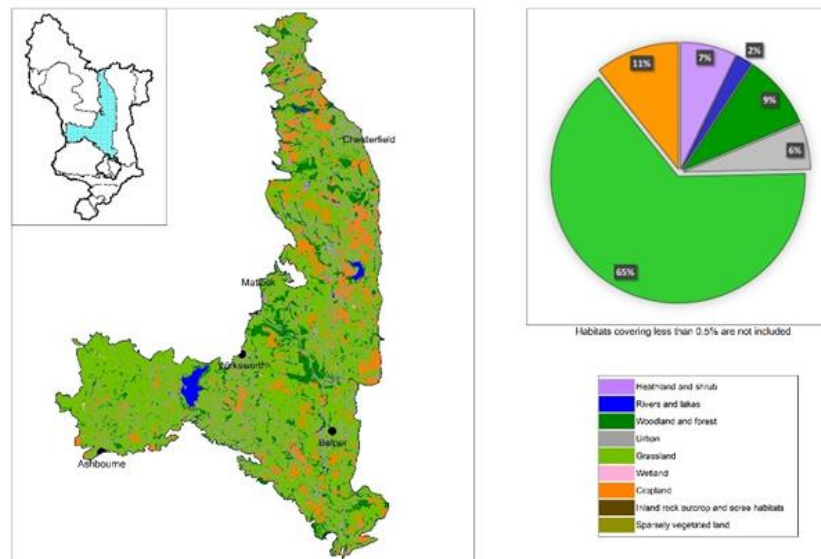 Chesterfield
Matlock
Wirksworth
Belper
Ashbourne
11%
7%
2%
9%
6%
65%
Habitats covering less than 0.5% are not included
Heathland and shrub
Rivers and lakes
Woodland and forest
Urban
Grassland
Wetland
Cropland
Inland rock outcrop and scree habitats
Sparsely vegetated land